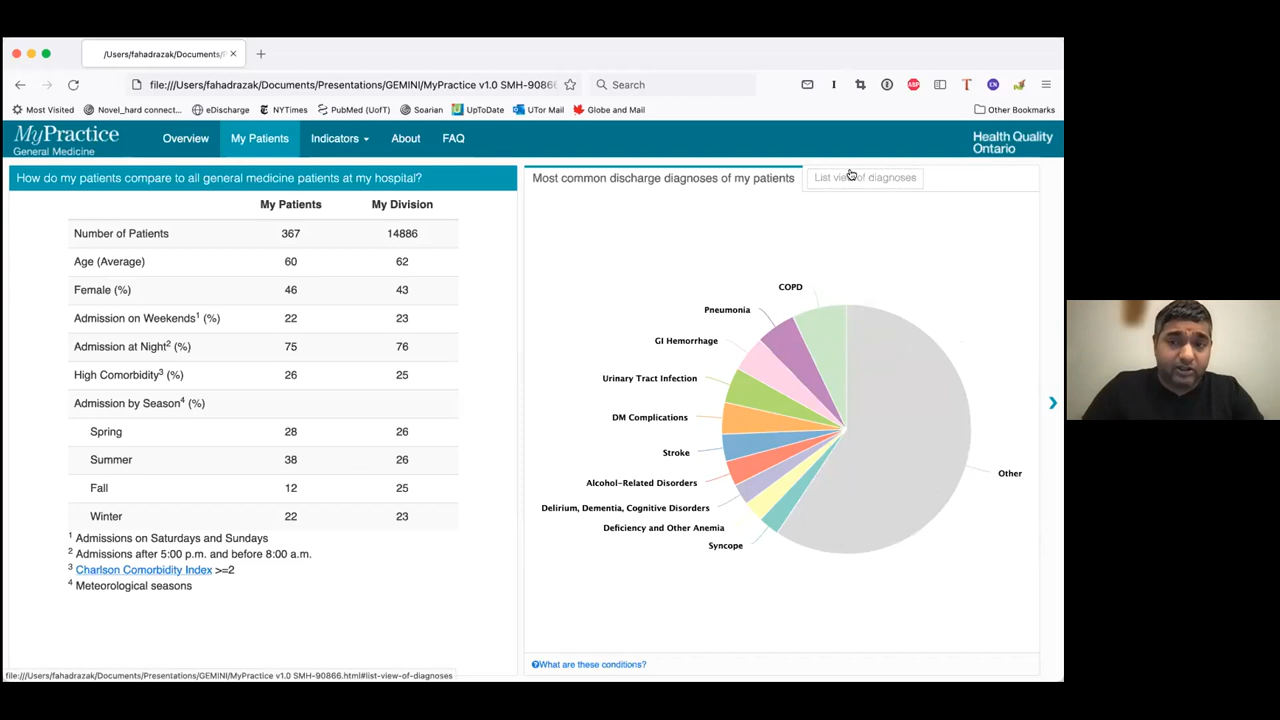 /Users/fahadrazak/Documents/
file:///Users/fahadrazak/Documents/Presentations/GEMINI/MyPractice v1.0 SMH-90866
Search
Most Visited
Novel_hard connect...
eDischarge
NYTimes
PubMed (UofT)
Soarian
UpToDate
UTor Mail
Globe and Mail
Other Bookmarks
MyPractice
General Medicine
Overview
My Patients
Indicators
About
FAQ
Health Quality
Ontario
How do my patients compare to all general medicine patients at my hospital?
My Patients My Division
Number of Patients 367 14886
Age (Average) 60 62
Female (%) 46 43
Admission on Weekends1 (%) 22 23
Admission at Night2 (%) 75 76
High Comorbidity3 (%) 26 25
Admission by Season4 (%)
Spring 28 26
Summer 38 26
Fall 12 25
Winter 22 23
1 Admissions on Saturdays and Sundays
2 Admissions after 5:00 p.m. and before 8:00 a.m.
3 Charlson Comorbidity Index >=2
4 Meteorological seasons
Most common discharge diagnoses of my patients
List view of diagnoses
COPD
Pneumonia
GI Hemorrhage
Urinary Tract Infection
DM Complications
Stroke
Alcohol-Related Disorders
Delirium, Dementia, Cognitive Disorders
Deficiency and Other Anemia
Syncope
Other
What are these conditions?
file:///Users/fahadrazak/Documents/Presentations/GEMINI/MyPractice v1.0 SMH-90866.html#list-view-of-diagnoses